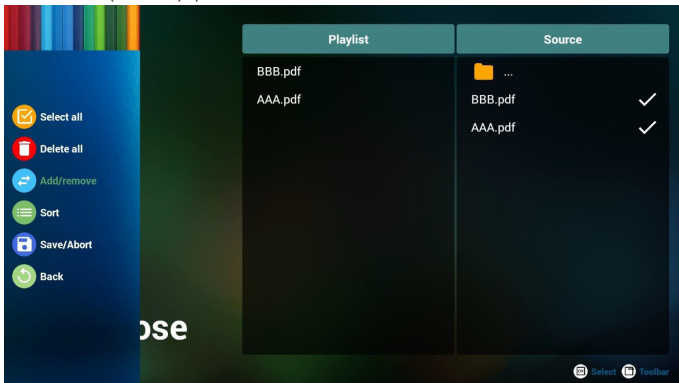 Playlist
Source
BBB.pdf
AAA.pdf
...
BBB.pdf
AAA.pdf
Select all
Delete all
Add/remove
Sort
Save/Abort
Back
ose
Select
Toolbar